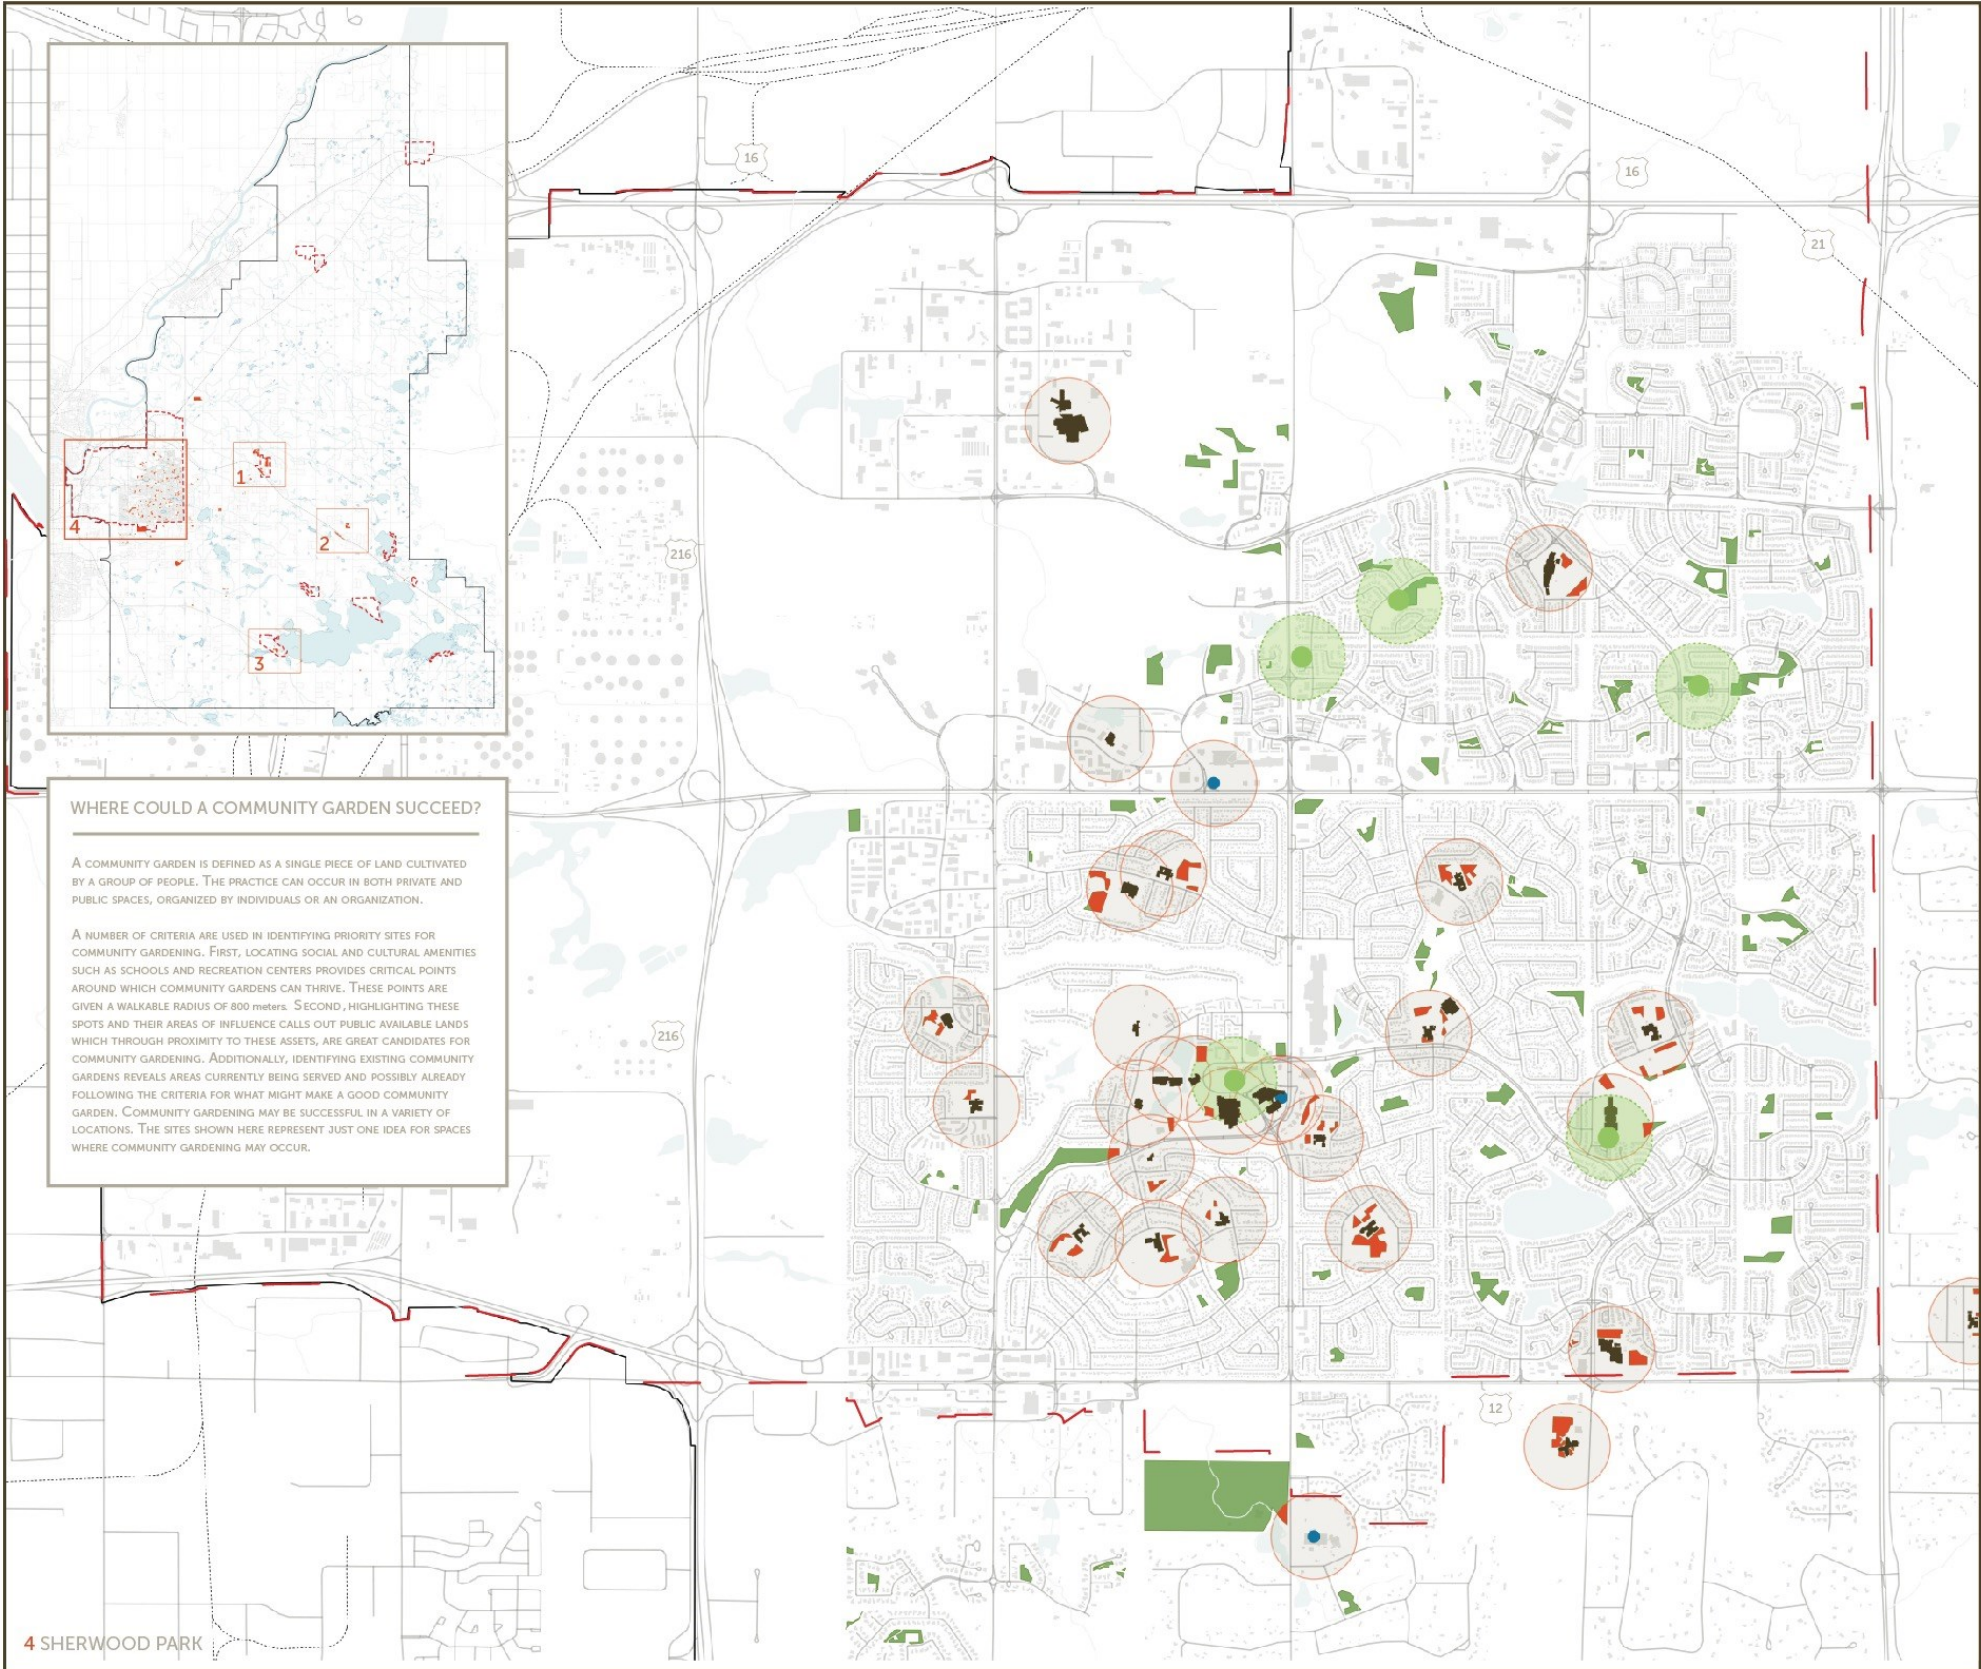 16
16
21
1
4
2
3
216
WHERE COULD A COMMUNITY GARDEN SUCCEED?
A COMMUNITY GARDEN IS DEFINED AS A SINGLE PIECE OF LAND CULTIVATED
BY A GROUP OF PEOPLE. THE PRACTICE CAN OCCUR IN BOTH PRIVATE AND
PUBLIC SPACES, ORGANIZED BY INDIVIDUALS OR AN ORGANIZATION.
A NUMBER OF CRITERIA ARE USED IN IDENTIFYING PRIORITY SITES FOR
COMMUNITY GARDENING. FIRST, LOCATING SOCIAL AND CULTURAL AMENITIES
SUCH AS SCHOOLS AND RECREATION CENTERS PROVIDES CRITICAL POINTS
AROUND WHICH COMMUNITY GARDENS CAN THRIVE. THESE POINTS ARE
GIVEN A WALKABLE RADIUS OF 800 meters. SECOND, HIGHLIGHTING THESE
SPOTS AND THEIR AREAS OF INFLUENCE CALLS OUT PUBLIC AVAILABLE LANDS
WHICH THROUGH PROXIMITY TO THESE ASSETS, ARE GREAT CANDIDATES FOR
COMMUNITY GARDENING. ADDITIONALLY, IDENTIFYING EXISTING COMMUNITY
GARDENS REVEALS AREAS CURRENTLY BEING SERVED AND POSSIBLY ALREADY
FOLLOWING THE CRITERIA FOR WHAT MIGHT MAKE A GOOD COMMUNITY
GARDEN. COMMUNITY GARDENING MAY BE SUCCESSFUL IN A VARIETY OF
LOCATIONS. THE SITES SHOWN HERE REPRESENT JUST ONE IDEA FOR SPACES
WHERE COMMUNITY GARDENING MAY OCCUR.
216
12
4 SHERWOOD PARK